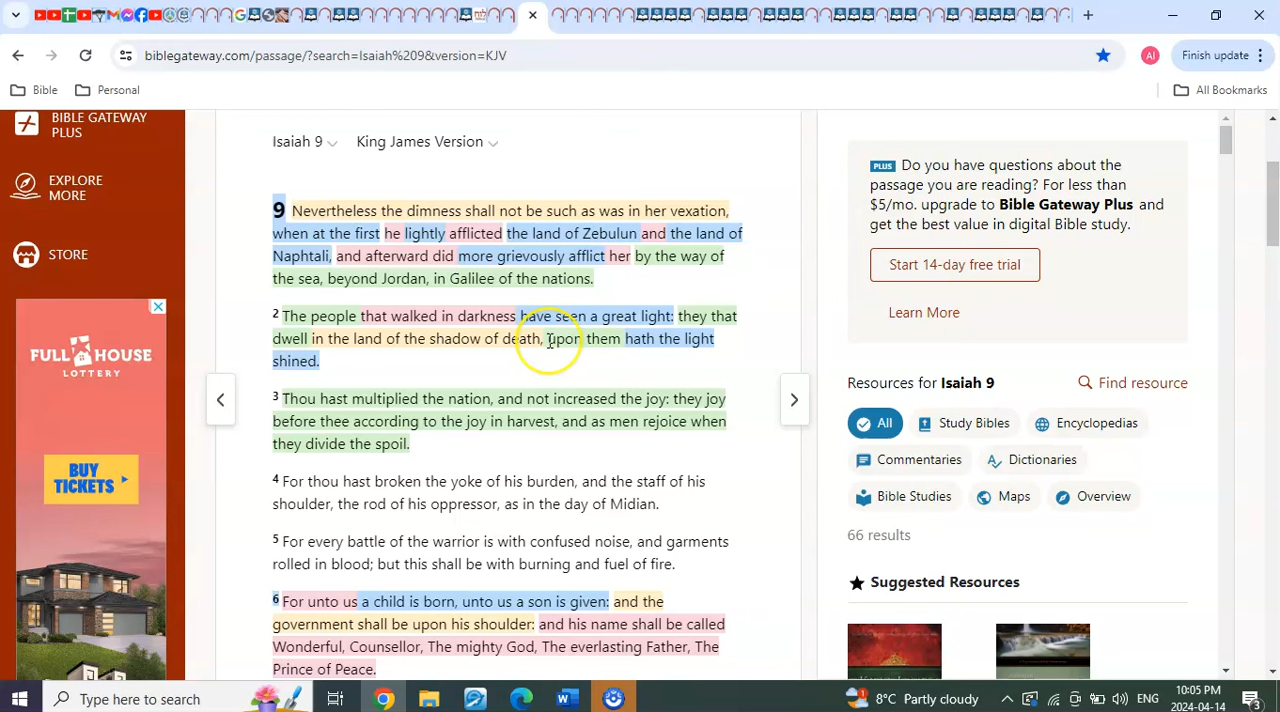 biblegateway.com/passage/?search=Isaiah%209&version=KJV
AI
Finish update
Bible
Personal
All Bookmarks
BIBLE GATEWAY
PLUS
EXPLORE
MORE
STORE
FULL HOUSE
LOTTERY
BUY
TICKETS
Isaiah 9
King James Version
9 Nevertheless the dimness shall not be such as was in her vexation,
when at the first he lightly afflicted the land of Zebulun and the land of
Naphtali, and afterward did more grievously afflict her by the way of
the sea, beyond Jordan, in Galilee of the nations.
2 The people that walked in darkness have seen a great light: they that
dwell in the land of the shadow of death, upon them hath the light
shined.
3 Thou hast multiplied the nation, and not increased the joy: they joy
before thee according to the joy in harvest, and as men rejoice when
they divide the spoil.
4 For thou hast broken the yoke of his burden, and the staff of his
shoulder, the rod of his oppressor, as in the day of Midian.
5 For every battle of the warrior is with confused noise, and garments
rolled in blood; but this shall be with burning and fuel of fire.
6 For unto us a child is born, unto us a son is given: and the
government shall be upon his shoulder: and his name shall be called
Wonderful, Counsellor, The mighty God, The everlasting Father, The
Prince of Peace.
PLUS Do you have questions about the
passage you are reading? For less than
$5/mo. upgrade to Bible Gateway Plus and
get the best value in digital Bible study.
Start 14-day free trial
Learn More
Resources for Isaiah 9
Find resource
All
Study Bibles
Encyclopedias
Commentaries
Dictionaries
Bible Studies
Maps
Overview
66 results
Suggested Resources
Type here to search
8°C Partly cloudy
ENG
10:05 PM
2024-04-14
3